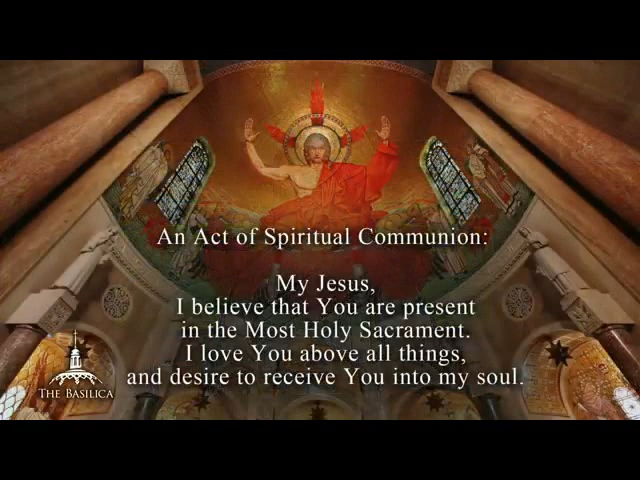 An Act of Spiritual Communion:
My Jesus,
I believe that You are present
in the Most Holy Sacrament.
I love You above all things,
and desire to receive You into my soul.
THE BASILICA